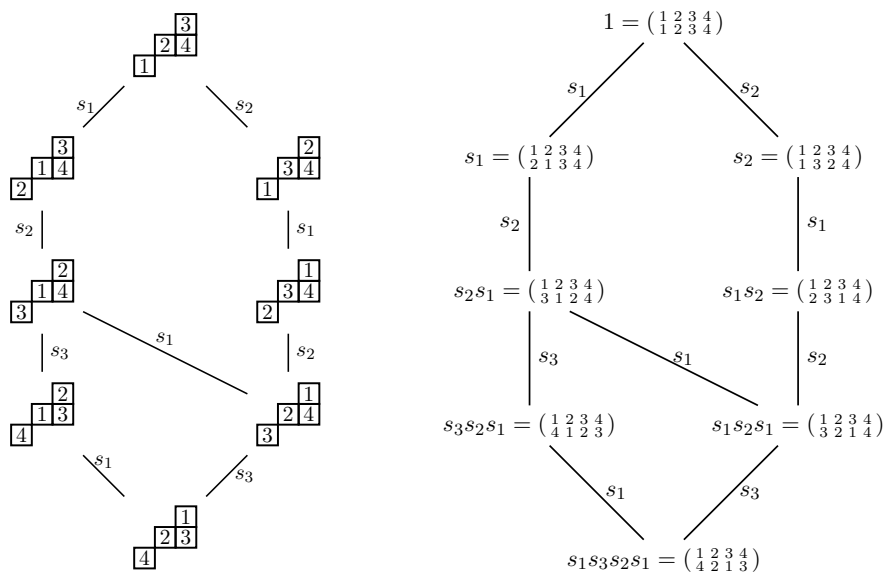 3
2 4
1
s₁ s₂
3
1 4
2
2
3 4
1
s₂ s₁
2
1 4
3
1
3 4
2
s₃ s₁ s₂
2
1 3
4
1
2 4
3
s₁ s₃
1
2 3
4
1 = (1 2 3 4
1 2 3 4)
s₁ s₂
s₁ = (1 2 3 4
2 1 3 4)
s₂ = (1 2 3 4
1 3 2 4)
s₂ s₁
s₂s₁ = (1 2 3 4
3 1 2 4)
s₁s₂ = (1 2 3 4
2 3 1 4)
s₃ s₁ s₂
s₃s₂s₁ = (1 2 3 4
4 1 2 3)
s₁s₂s₁ = (1 2 3 4
3 2 1 4)
s₁ s₃
s₁s₃s₂s₁ = (1 2 3 4
4 2 1 3)